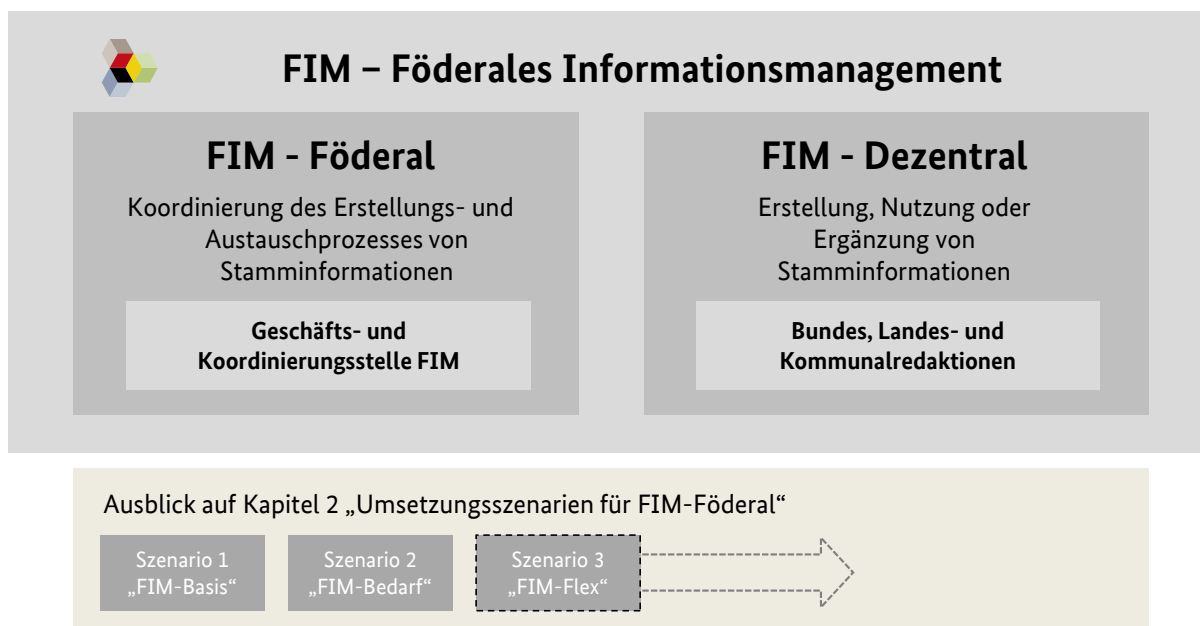 FIM – Föderales Informationsmanagement
FIM - Föderal
Koordinierung des Erstellungs- und
Austauschprozesses von
Stamminformationen
Geschäfts- und
Koordinierungsstelle FIM
FIM - Dezentral
Erstellung, Nutzung oder
Ergänzung von
Stamminformationen
Bundes, Landes- und
Kommunalredaktionen
Ausblick auf Kapitel 2 „Umsetzungsszenarien für FIM-Föderal“
Szenario 1
„FIM-Basis“
Szenario 2
„FIM-Bedarf“
Szenario 3
„FIM-Flex“